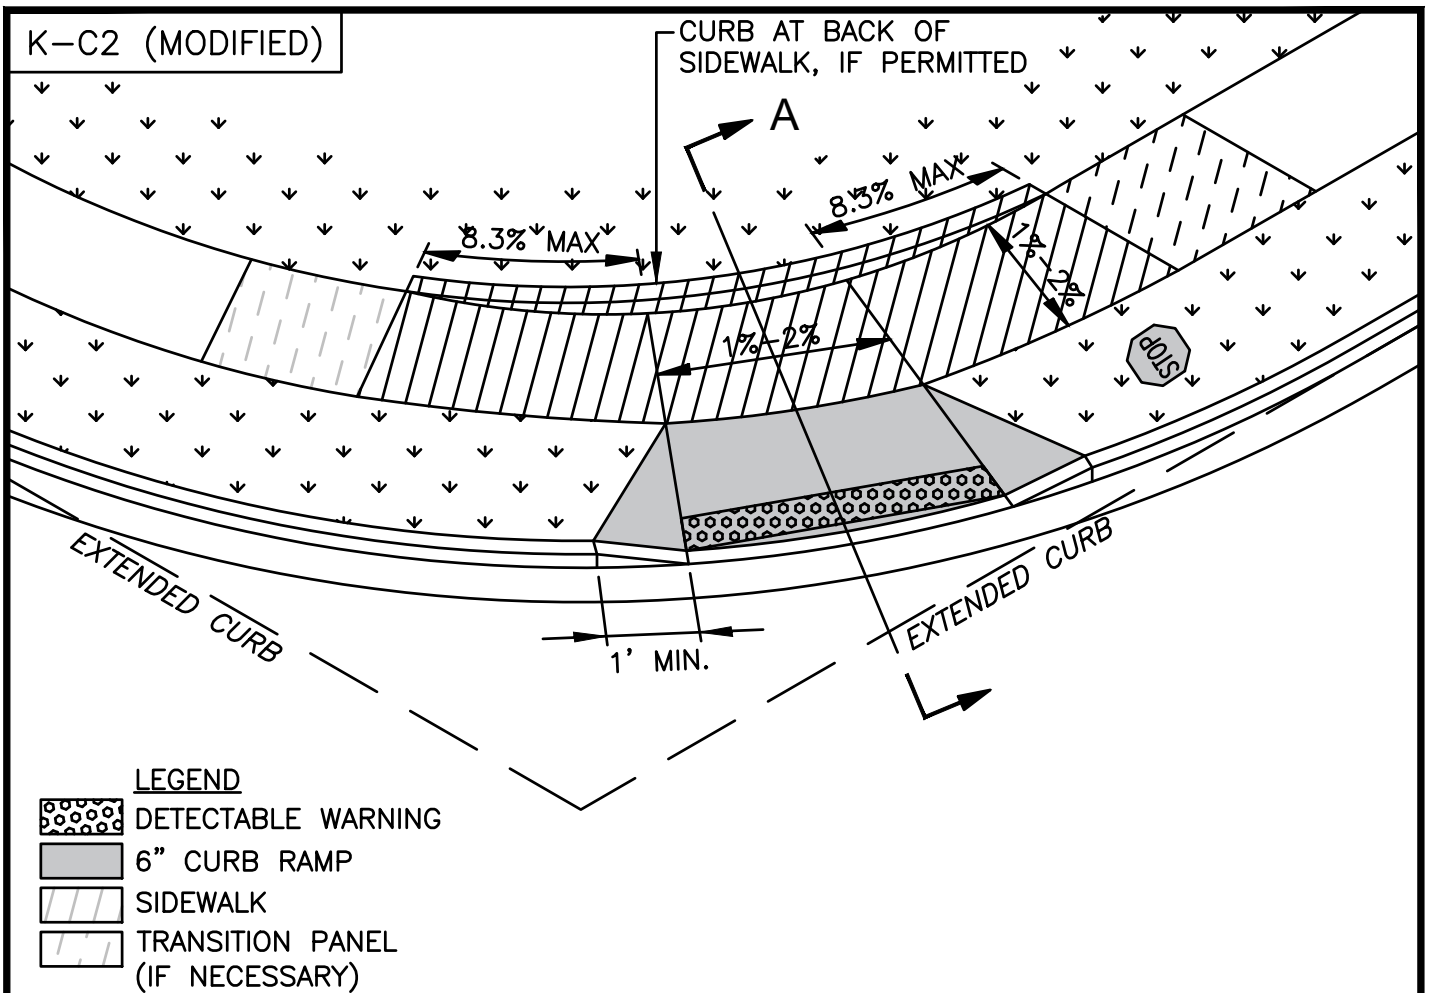 K-C2 (MODIFIED)
CURB AT BACK OF
SIDEWALK, IF PERMITTED
A
8.3% MAX
8.3% MAX
1%-2%
1%-2%
STOP
EXTENDED CURB
EXTENDED CURB
1' MIN.
LEGEND
DETECTABLE WARNING
6" CURB RAMP
SIDEWALK
TRANSITION PANEL
(IF NECESSARY)